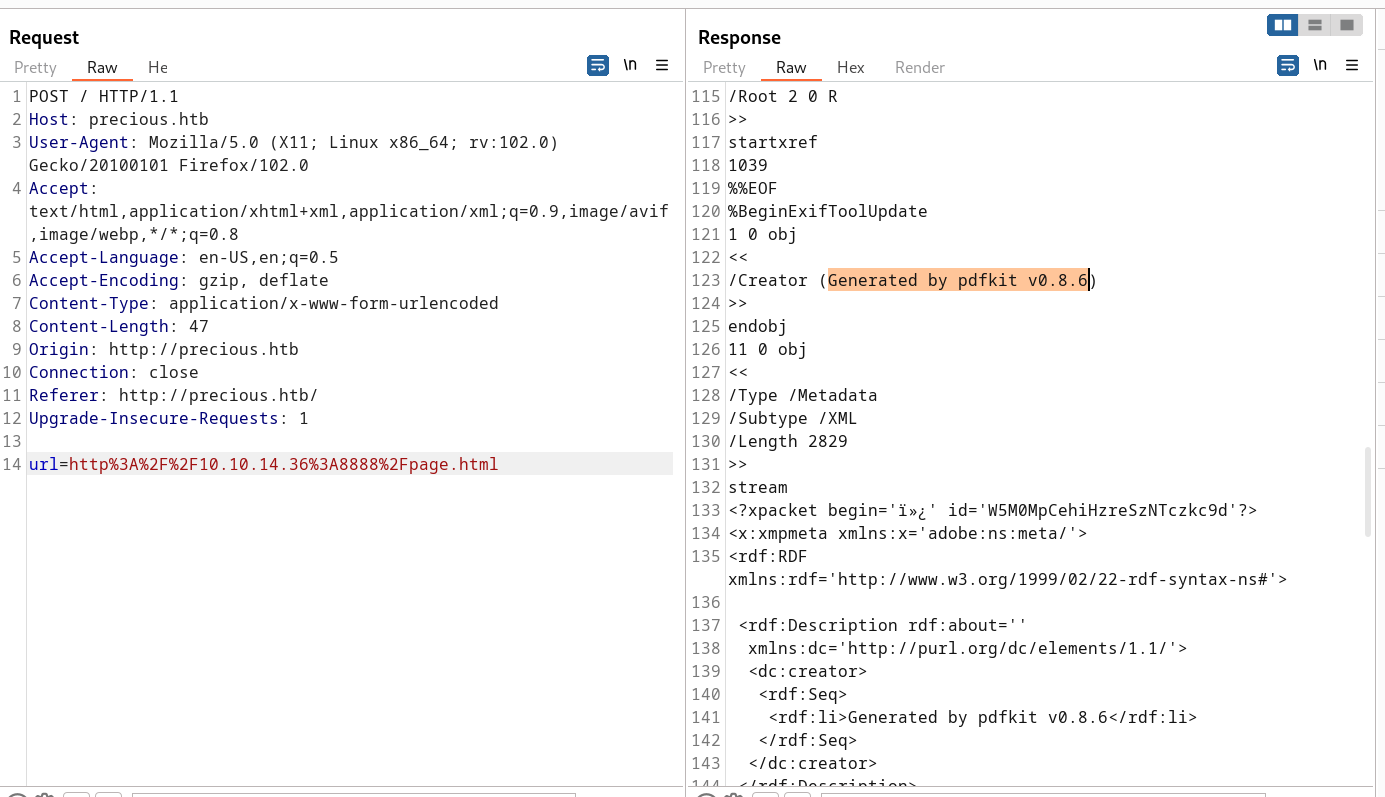 Request
Pretty Raw He \n
1 POST / HTTP/1.1
2 Host: precious.htb
3 User-Agent: Mozilla/5.0 (X11; Linux x86_64; rv:102.0)
Gecko/20100101 Firefox/102.0
4 Accept:
text/html,application/xhtml+xml,application/xml;q=0.9,image/avif
,image/webp,*/*;q=0.8
5 Accept-Language: en-US,en;q=0.5
6 Accept-Encoding: gzip, deflate
7 Content-Type: application/x-www-form-urlencoded
8 Content-Length: 47
9 Origin: http://precious.htb
10 Connection: close
11 Referer: http://precious.htb/
12 Upgrade-Insecure-Requests: 1
13
14 url=http%3A%2F%2F10.10.14.36%3A8888%2Fpage.html
Response
Pretty Raw Hex Render \n
115 /Root 2 0 R
116 >>
117 startxref
118 1039
119 %%EOF
120 %BeginExifToolUpdate
121 1 0 obj
122 <<
123 /Creator (Generated by pdfkit v0.8.6)
124 >>
125 endobj
126 11 0 obj
127 <<
128 /Type /Metadata
129 /Subtype /XML
130 /Length 2829
131 >>
132 stream
133 <?xpacket begin='ï»¿' id='W5M0MpCehiHzreSzNTczkc9d'?>
134 <x:xmpmeta xmlns:x='adobe:ns:meta/'>
135 <rdf:RDF
xmlns:rdf='http://www.w3.org/1999/02/22-rdf-syntax-ns#'>
136
137 <rdf:Description rdf:about=''
138 xmlns:dc='http://purl.org/dc/elements/1.1/'>
139 <dc:creator>
140 <rdf:Seq>
141 <rdf:li>Generated by pdfkit v0.8.6</rdf:li>
142 </rdf:Seq>
143 </dc:creator>
144 </rdf:Description>